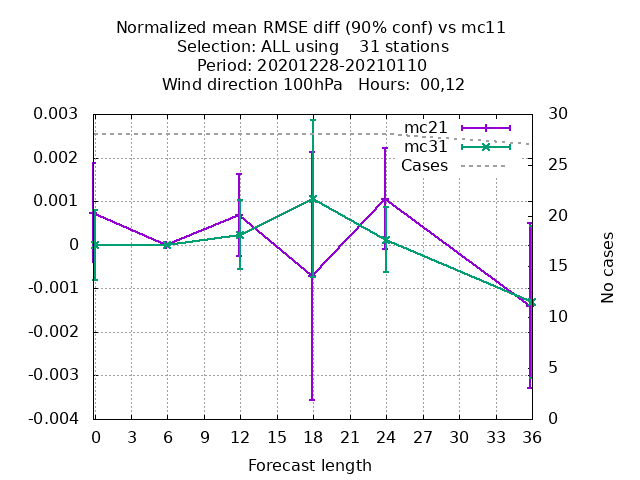 Normalized mean RMSE diff (90% conf) vs mc11
Selection: ALL using    31 stations
Period: 20201228-20210110
Wind direction 100hPa   Hours:  00,12
0.003
0.002
0.001
0
-0.001
-0.002
-0.003
-0.004
30
25
20
15
10
5
0
mc21
mc31
Cases
No cases
0 3 6 9 12 15 18 21 24 27 30 33 36
Forecast length